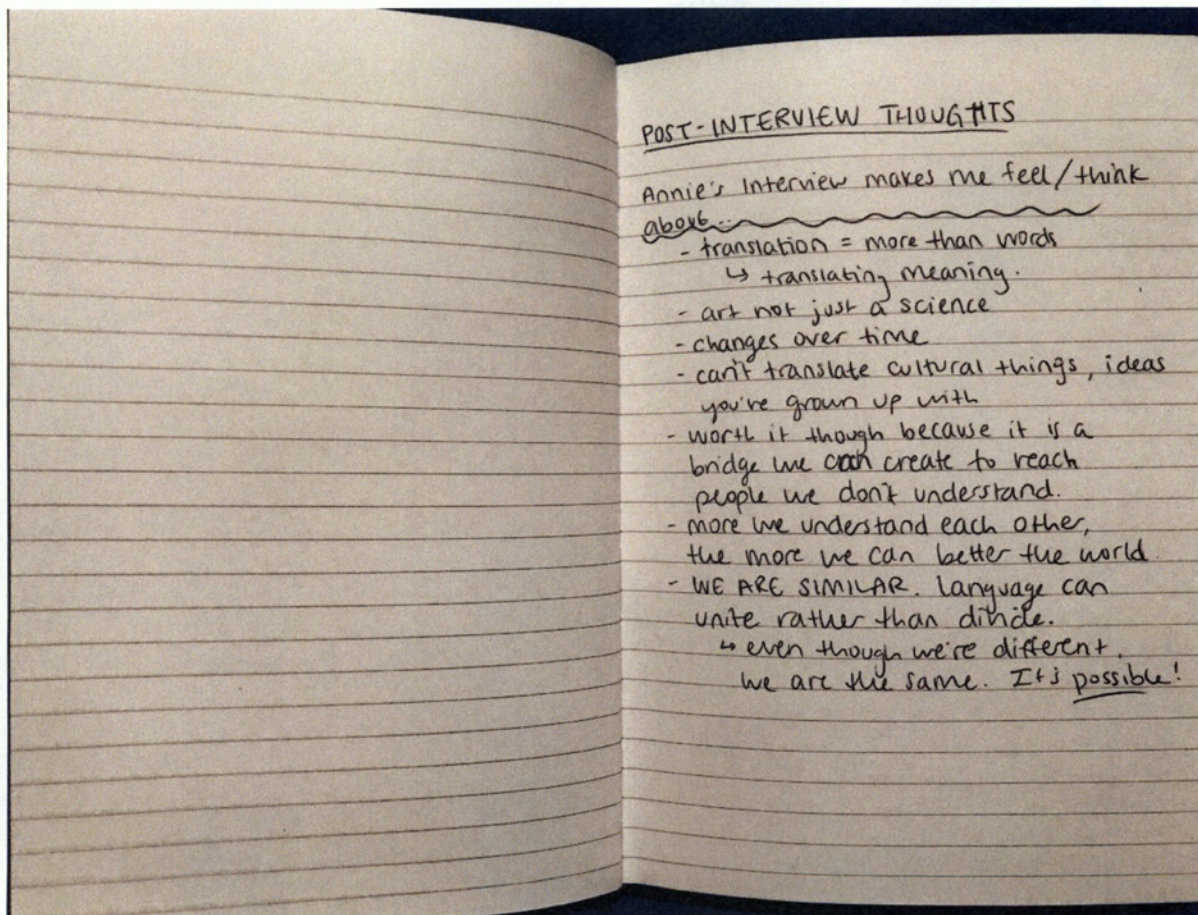 POST-INTERVIEW THOUGHTS
Annie's Interview makes me feel/think
about...
- translation = more than words
↳ translating meaning.
- art not just a science
- changes over time
- can't translate cultural things, ideas
you've grown up with
- worth it though because it is a
bridge we can create to reach
people we don't understand.
- more we understand each other,
the more we can better the world.
- WE ARE SIMILAR. Language can
unite rather than divide.
↳ even though we're different.
we are the same. It's possible!